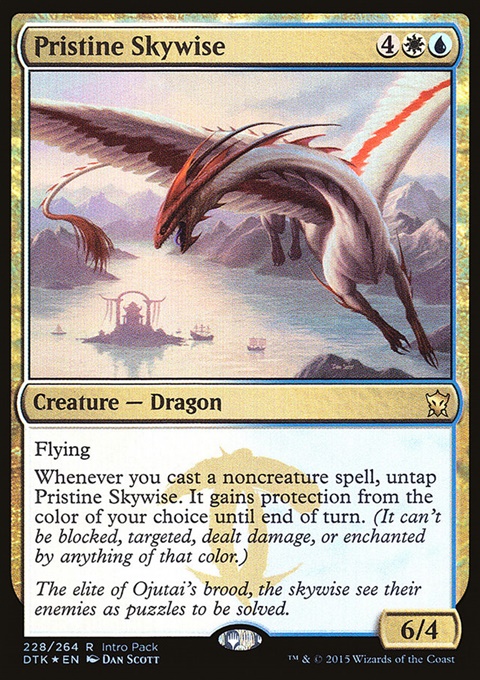 Pristine Skywise 4
Creature — Dragon
Flying
Whenever you cast a noncreature spell, untap
Pristine Skywise. It gains protection from the
color of your choice until end of turn. (It can't
be blocked, targeted, dealt damage, or enchanted
by anything of that color.)
The elite of Ojutai's brood, the skywise see their
enemies as puzzles to be solved.
6/4
228/264 R Intro Pack
DTK★EN Dan Scott
™ & © 2015 Wizards of the Coast